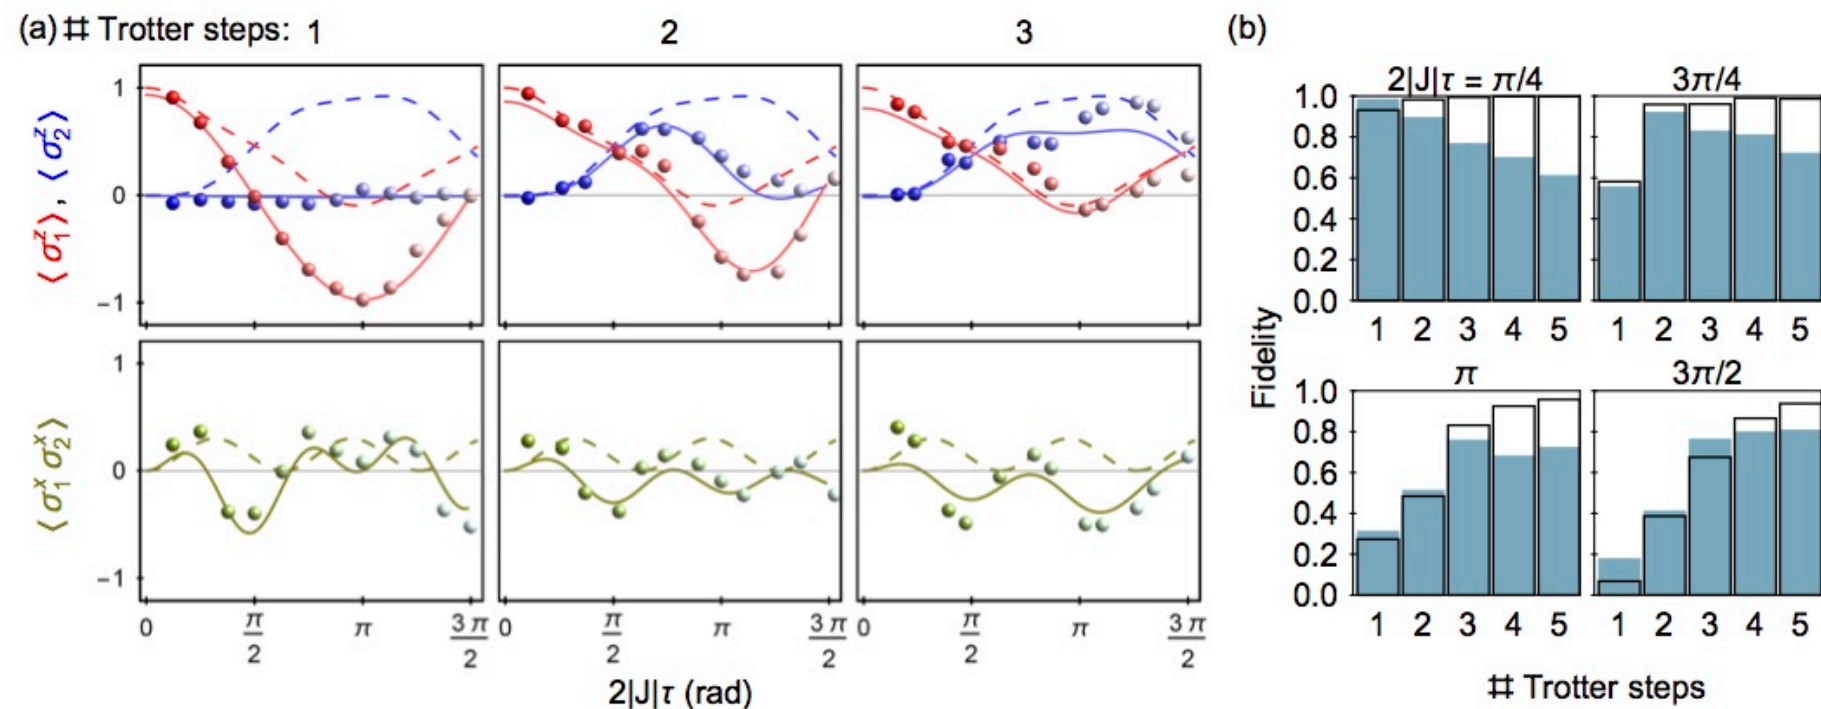 (a) # Trotter steps: 1 2 3
1
0
−1
⟨σ₁ᶻ⟩, ⟨σ₂ᶻ⟩
1
0
−1
⟨σ₁ˣ σ₂ˣ⟩
0 π/2 π 3π/2 0 π/2 π 3π/2 0 π/2 π 3π/2
2|J|τ (rad)
(b)
2|J|τ = π/4 3π/4
1.0
0.8
0.6
0.4
0.2
0.0
1 2 3 4 5 1 2 3 4 5
Fidelity
π 3π/2
1.0
0.8
0.6
0.4
0.2
0.0
1 2 3 4 5 1 2 3 4 5
# Trotter steps